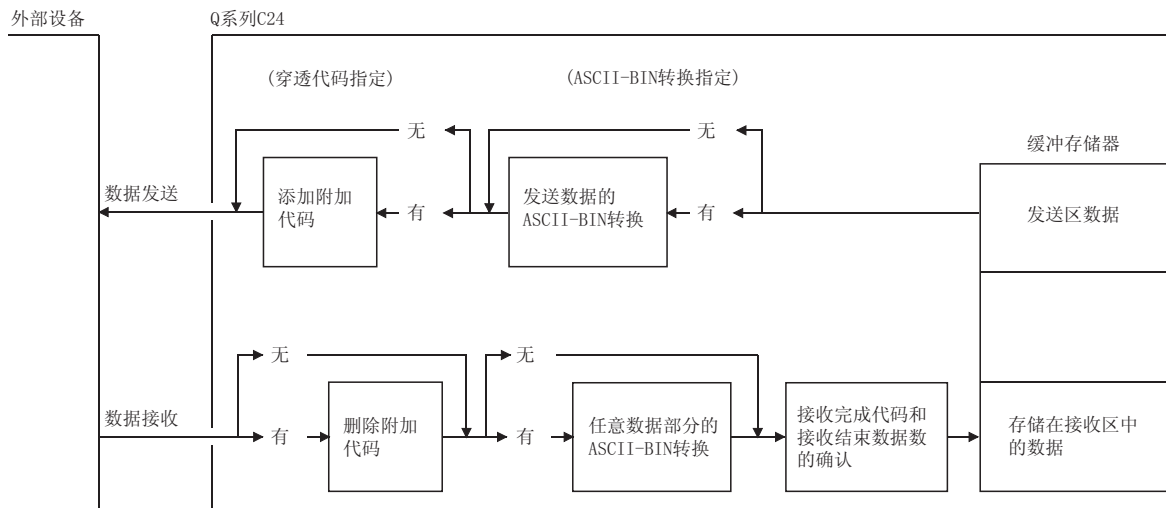 外部设备
Q系列C24
(穿透代码指定)
(ASCII-BIN转换指定)
无
无
缓冲存储器
数据发送
添加附加
代码
有
发送数据的
ASCII-BIN转换
有
发送区数据
无
无
数据接收
有
删除附加
代码
有
任意数据部分的
ASCII-BIN转换
接收完成代码和
接收结束数据数
的确认
存储在接收区中
的数据